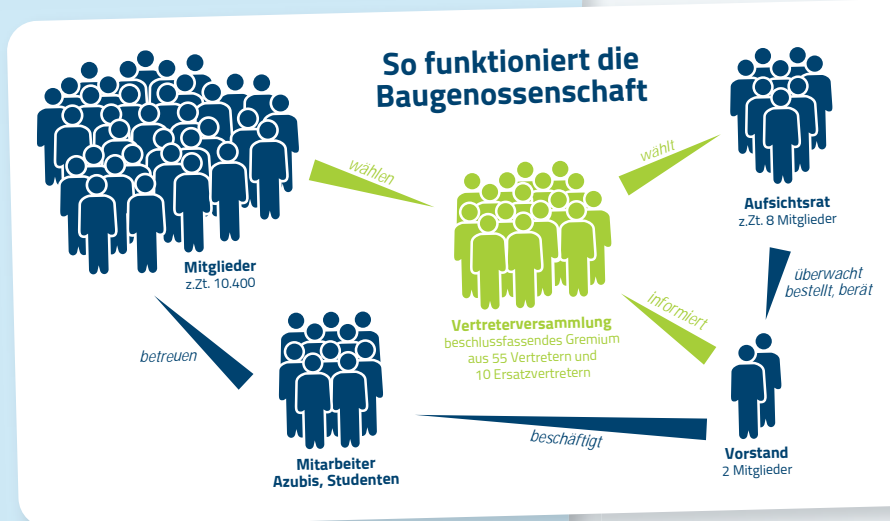 So funktioniert die
Baugenossenschaft
wählen
wählt
Aufsichtsrat
z.Zt. 8 Mitglieder
Mitglieder
z.Zt. 10.400
überwacht
bestellt, berät
informiert
Vertreterversammlung
beschlussfassendes Gremium
aus 55 Vertretern und
10 Ersatzvertretern
betreuen
beschäftigt
Vorstand
2 Mitglieder
Mitarbeiter
Azubis, Studenten